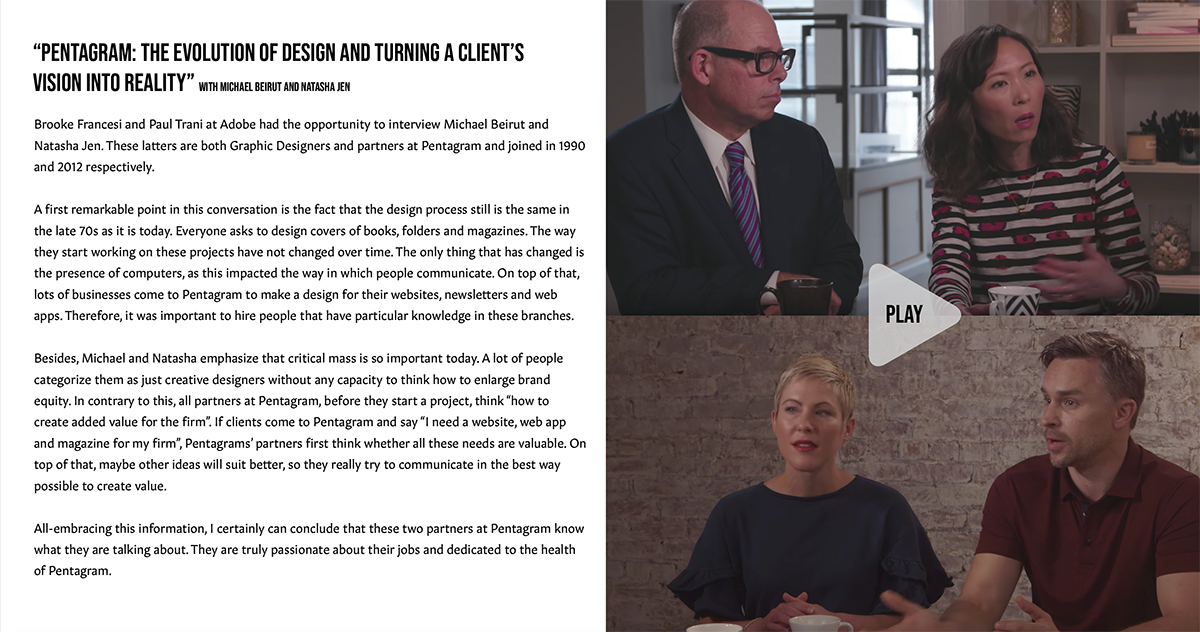 “PENTAGRAM: THE EVOLUTION OF DESIGN AND TURNING A CLIENT’S
VISION INTO REALITY” WITH MICHAEL BEIRUT AND NATASHA JEN
Brooke Francesi and Paul Trani at Adobe had the opportunity to interview Michael Beirut and
Natasha Jen. These latters are both Graphic Designers and partners at Pentagram and joined in 1990
and 2012 respectively.
A first remarkable point in this conversation is the fact that the design process still is the same in
the late 70s as it is today. Everyone asks to design covers of books, folders and magazines. The way
they start working on these projects have not changed over time. The only thing that has changed is
the presence of computers, as this impacted the way in which people communicate. On top of that,
lots of businesses come to Pentagram to make a design for their websites, newsletters and web
apps. Therefore, it was important to hire people that have particular knowledge in these branches.
Besides, Michael and Natasha emphasize that critical mass is so important today. A lot of people
categorize them as just creative designers without any capacity to think how to enlarge brand
equity. In contrary to this, all partners at Pentagram, before they start a project, think “how to
create added value for the firm”. If clients come to Pentagram and say “I need a website, web app
and magazine for my firm”, Pentagrams’ partners first think whether all these needs are valuable. On
top of that, maybe other ideas will suit better, so they really try to communicate in the best way
possible to create value.
All-embracing this information, I certainly can conclude that these two partners at Pentagram know
what they are talking about. They are truly passionate about their jobs and dedicated to the health
of Pentagram.
PLAY